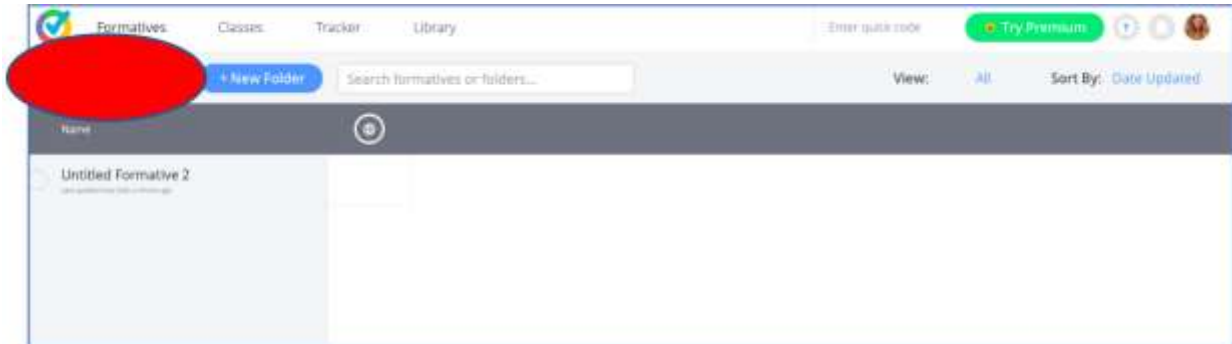 Formatives Classes Tracker Library Enter quick code Try Premium
+ New Folder Search formatives or folders... View: All Sort By: Date Updated
Name
Untitled Formative 2